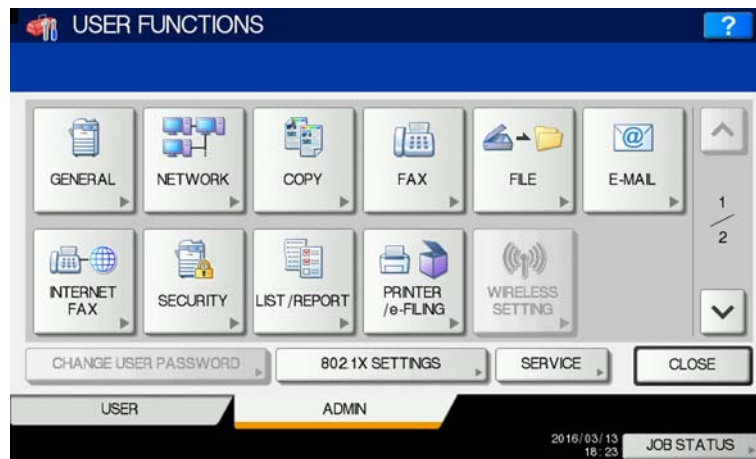 USER FUNCTIONS
?
GENERAL
NETWORK
COPY
FAX
FILE
E-MAIL
1
2
INTERNET
FAX
SECURITY
LIST/REPORT
PRINTER
/e-FILING
WIRELESS
SETTING
CHANGE USER PASSWORD
802.1X SETTINGS
SERVICE
CLOSE
USER
ADMIN
2016/03/13
18:23
JOB STATUS